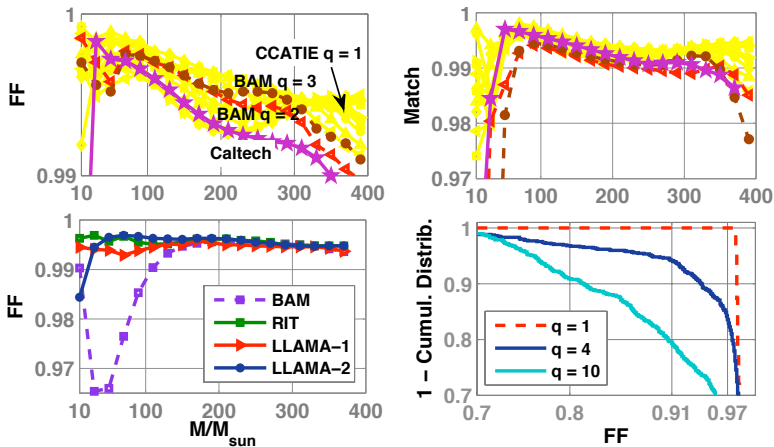 1
FF
0.99
10 100 200 300 400
CCATIE q = 1
BAM q = 3
BAM q = 2
Caltech
1
Match
0.99
0.98
0.97
10 100 200 300 400
1
FF
0.99
0.98
0.97
10 100 200 300 400
M/M_sun
BAM
RIT
LLAMA-1
LLAMA-2
1 - Cumul. Distrib.
1
0.9
0.8
0.7
0.7 0.8 0.91 0.97
FF
q = 1
q = 4
q = 10